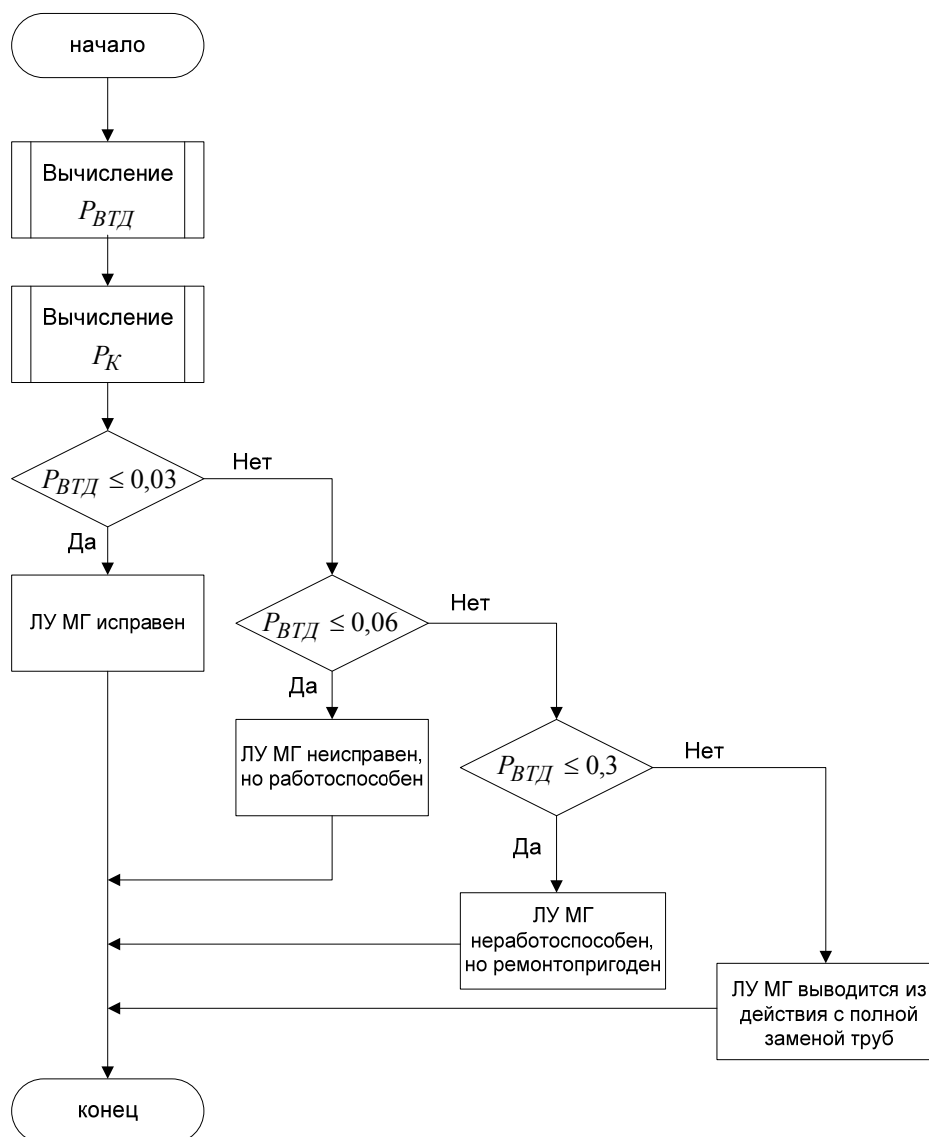 начало
Вычисление
P_ВТД
Вычисление
P_К
P_ВТД ≤ 0,03
Нет
Да
ЛУ МГ исправен
P_ВТД ≤ 0,06
Нет
Да
ЛУ МГ неисправен,
но работоспособен
P_ВТД ≤ 0,3
Нет
Да
ЛУ МГ
неработоспособен,
но ремонтопригоден
ЛУ МГ выводится из
действия с полной
заменой труб
конец